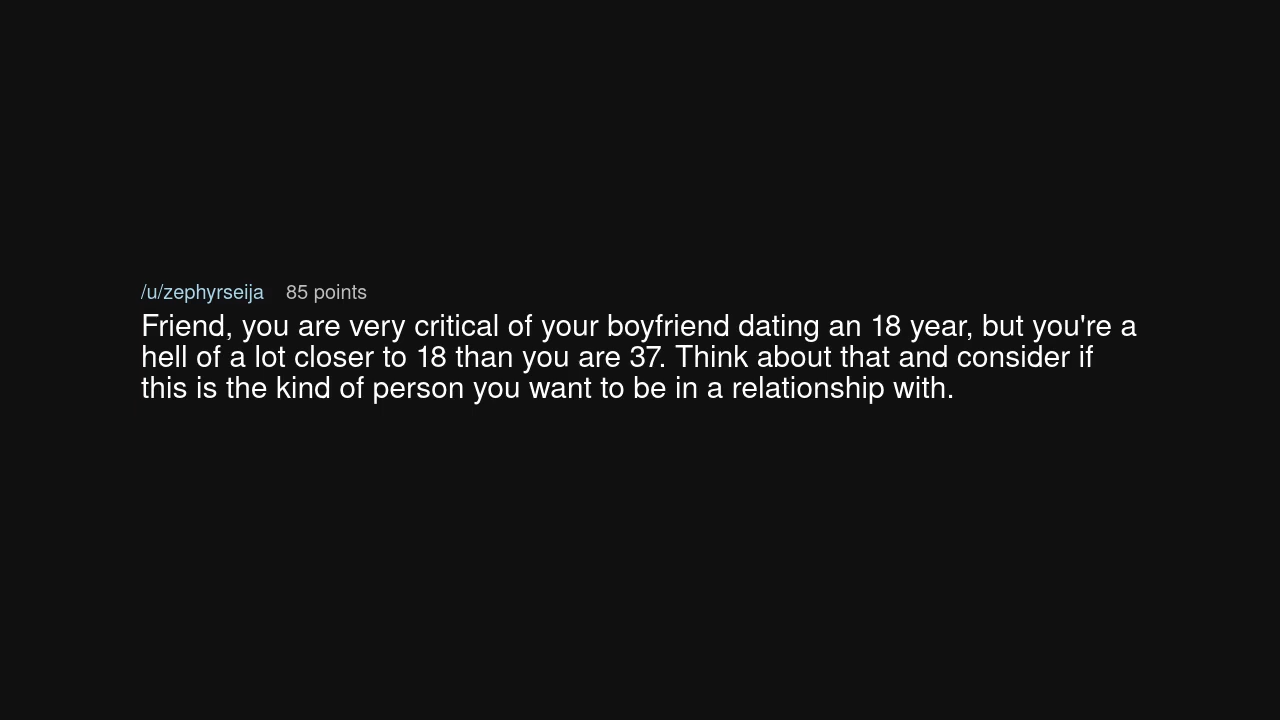 /u/zephyrseija 85 points
Friend, you are very critical of your boyfriend dating an 18 year, but you're a
hell of a lot closer to 18 than you are 37. Think about that and consider if
this is the kind of person you want to be in a relationship with.